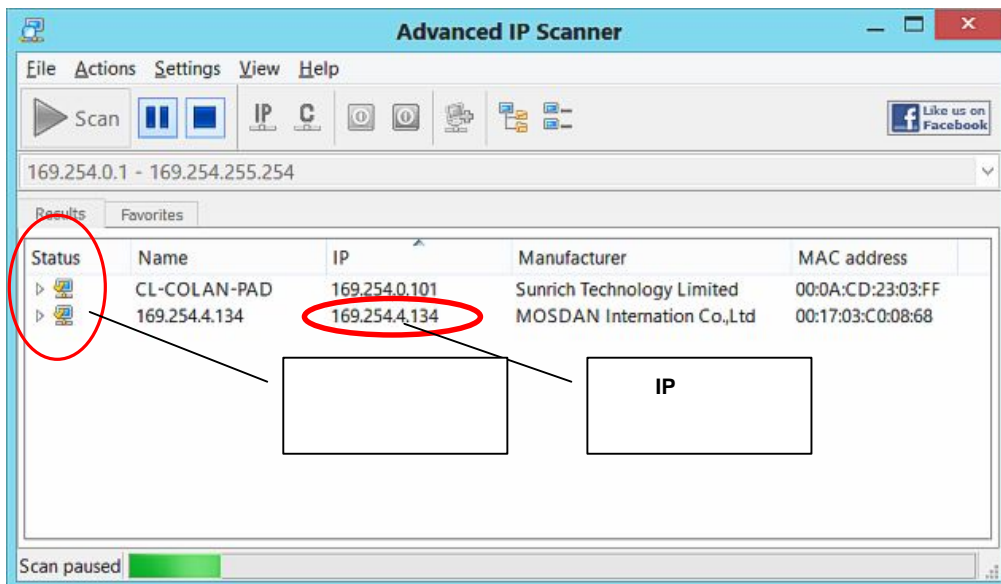 Advanced IP Scanner
File Actions Settings View Help
Scan IP C Like us on
Facebook
169.254.0.1 - 169.254.255.254
Results Favorites
Status Name IP Manufacturer MAC address
CL-COLAN-PAD 169.254.0.101 Sunrich Technology Limited 00:0A:CD:23:03:FF
169.254.4.134 169.254.4.134 MOSDAN Internation Co.,Ltd 00:17:03:C0:08:68
IP
Scan paused